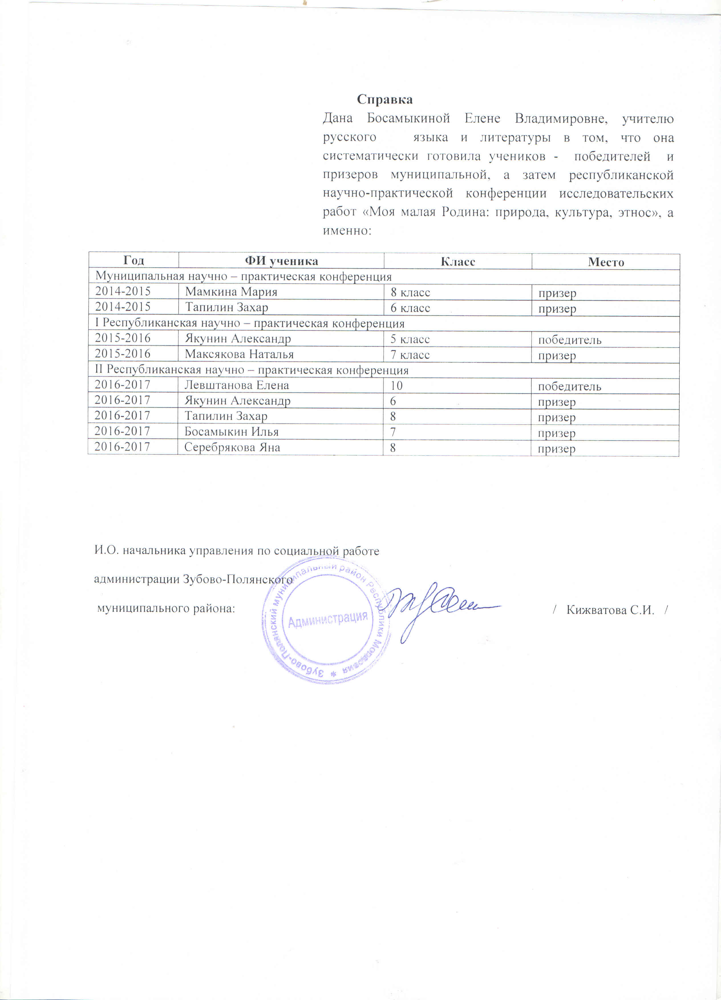 Справка
Дана Босамыкиной Елене Владимировне, учителю
русского языка и литературы в том, что она
систематически готовила учеников - победителей и
призеров муниципальной, а затем республиканской
научно-практической конференции исследовательских
работ «Моя малая Родина: природа, культура, этнос», а
именно:
Год ФИ ученика Класс Место
Муниципальная научно – практическая конференция
2014-2015 Мамкина Мария 8 класс призер
2014-2015 Тапилин Захар 6 класс призер
I Республиканская научно – практическая конференция
2015-2016 Якунин Александр 5 класс победитель
2015-2016 Максякова Наталья 7 класс призер
II Республиканская научно – практическая конференция
2016-2017 Левштанова Елена 10 победитель
2016-2017 Якунин Александр 6 призер
2016-2017 Тапилин Захар 8 призер
2016-2017 Босамыкин Илья 7 призер
2016-2017 Серебрякова Яна 8 призер
И.О. начальника управления по социальной работе
администрации Зубово-Полянского
муниципального района: / Кижватова С.И. /
Зубово-Полянский муниципальный район Республики Мордовия *
Администрация